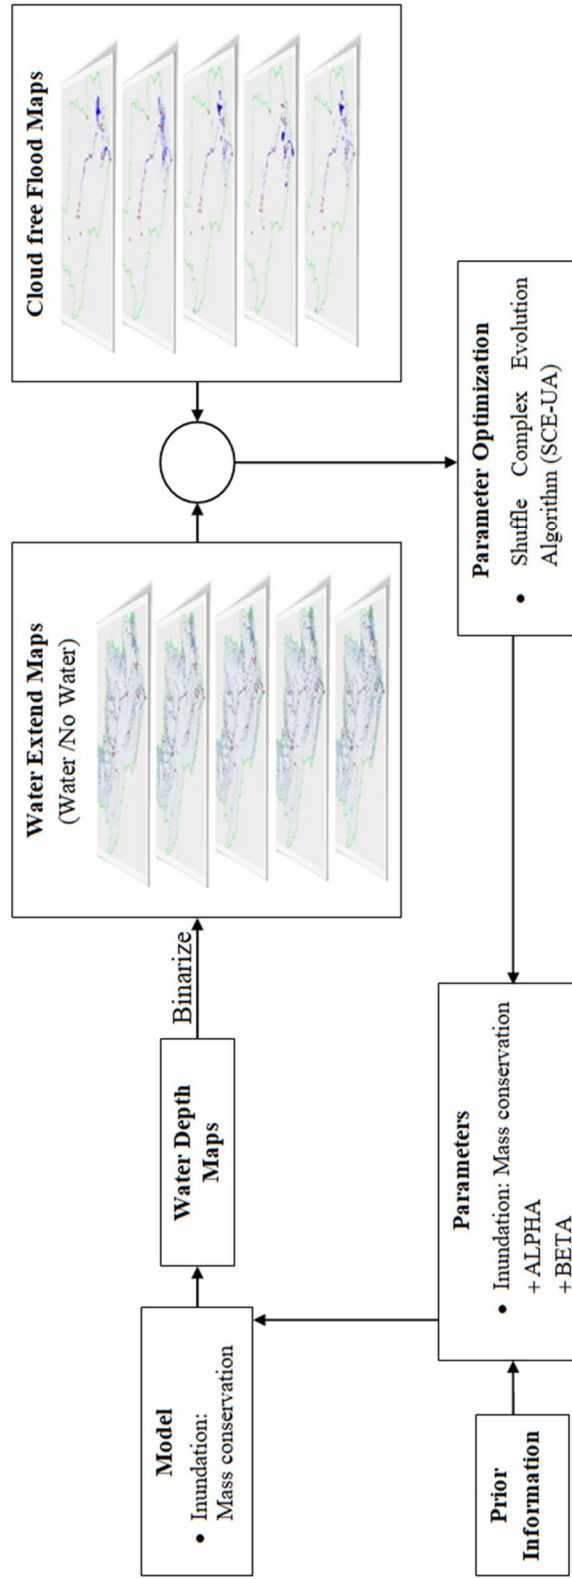 Model
• Inundation:
Mass conservation
Water Depth
Maps
Binarize
Water Extend Maps
(Water /No Water)
Cloud free Flood Maps
Prior
Information
Parameters
• Inundation: Mass conservation
+ ALPHA
+ BETA
Parameter Optimization
• Shuffle Complex Evolution
Algorithm (SCE-UA)